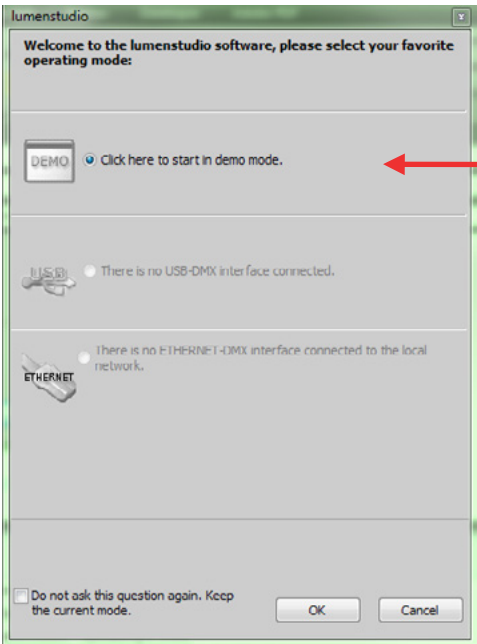 lumenstudio
Welcome to the lumenstudio software, please select your favorite
operating mode:
DEMO
Click here to start in demo mode.
USB
There is no USB-DMX interface connected.
There is no ETHERNET-DMX interface connected to the local
network.
ETHERNET
Do not ask this question again. Keep
the current mode.
OK
Cancel